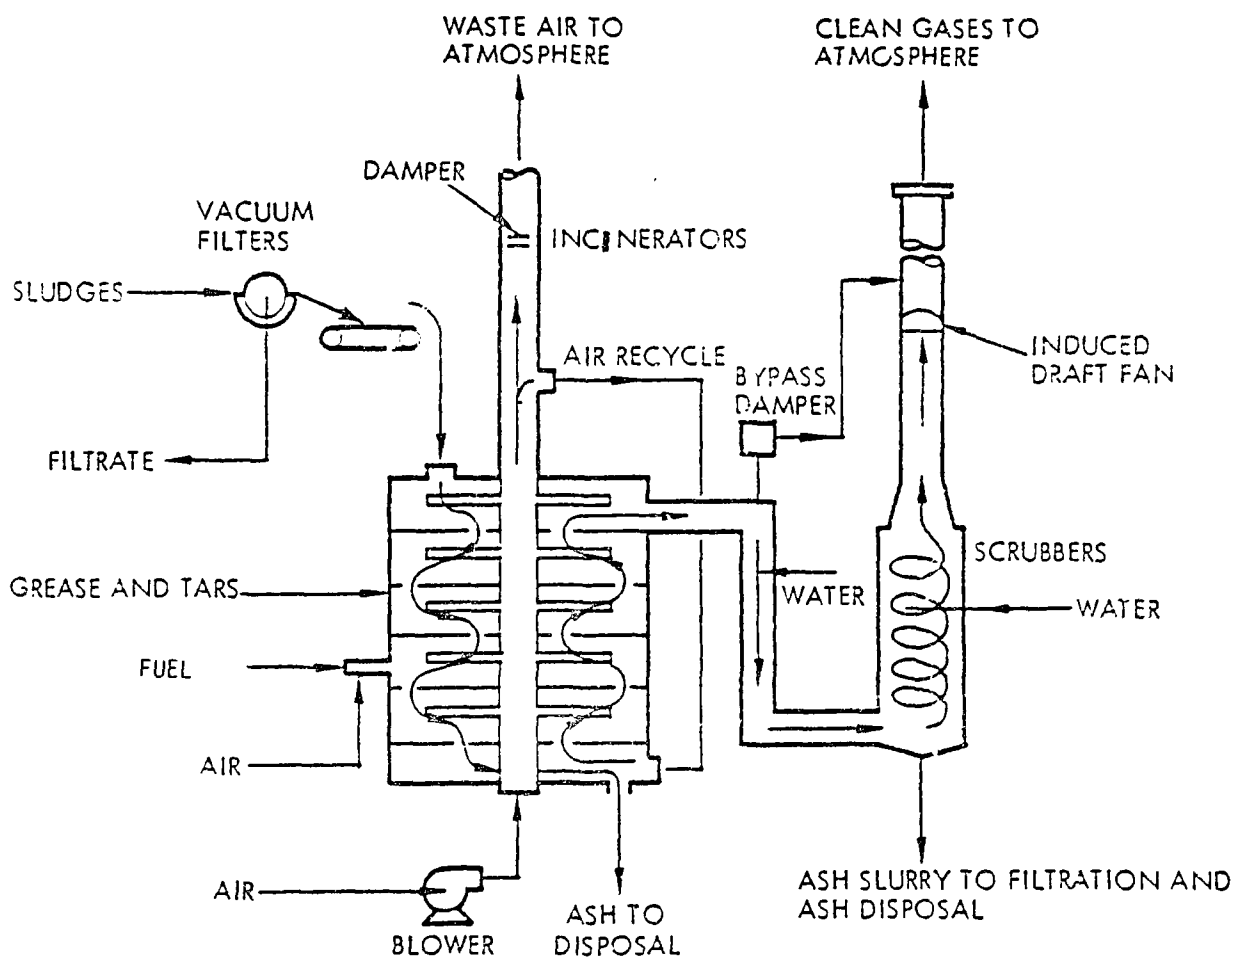 WASTE AIR TO
ATMOSPHERE
CLEAN GASES TO
ATMOSPHERE
DAMPER
VACUUM
FILTERS
INCINERATORS
SLUDGES
AIR RECYCLE
BYPASS
DAMPER
INDUCED
DRAFT FAN
FILTRATE
SCRUBBERS
GREASE AND TARS
WATER
WATER
FUEL
AIR
AIR
BLOWER
ASH TO
DISPOSAL
ASH SLURRY TO FILTRATION AND
ASH DISPOSAL